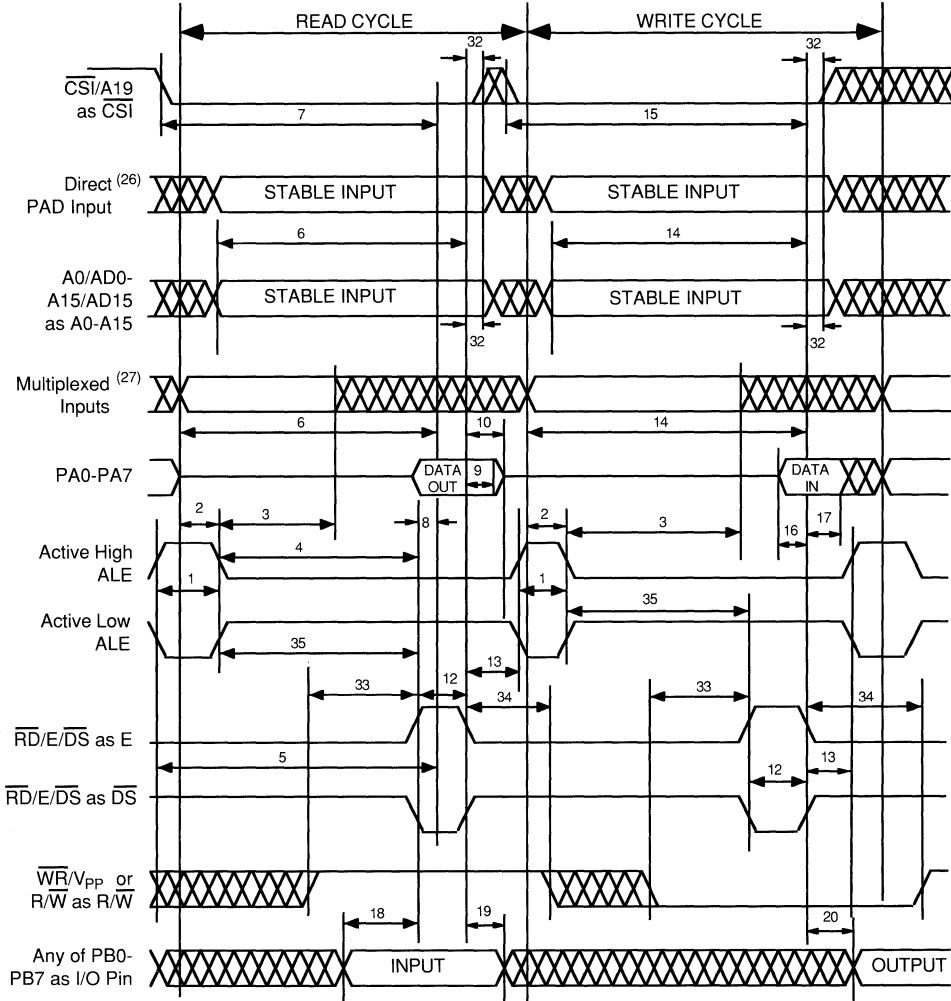 READ CYCLE
WRITE CYCLE
32
32
CSI/A19
as CSI
7
15
Direct (26)
PAD Input
STABLE INPUT
STABLE INPUT
6
14
A0/AD0-
A15/AD15
as A0-A15
STABLE INPUT
STABLE INPUT
32
32
Multiplexed (27)
Inputs
6
10
14
PA0-PA7
DATA
OUT
9
DATA
IN
2
3
8
2
3
16
17
Active High
ALE
4
1
1
35
Active Low
ALE
35
13
33
12
34
33
34
RD/E/DS as E
5
12
13
RD/E/DS as DS
WR/VPP or
R/W as R/W
18
19
20
Any of PB0-
PB7 as I/O Pin
INPUT
OUTPUT